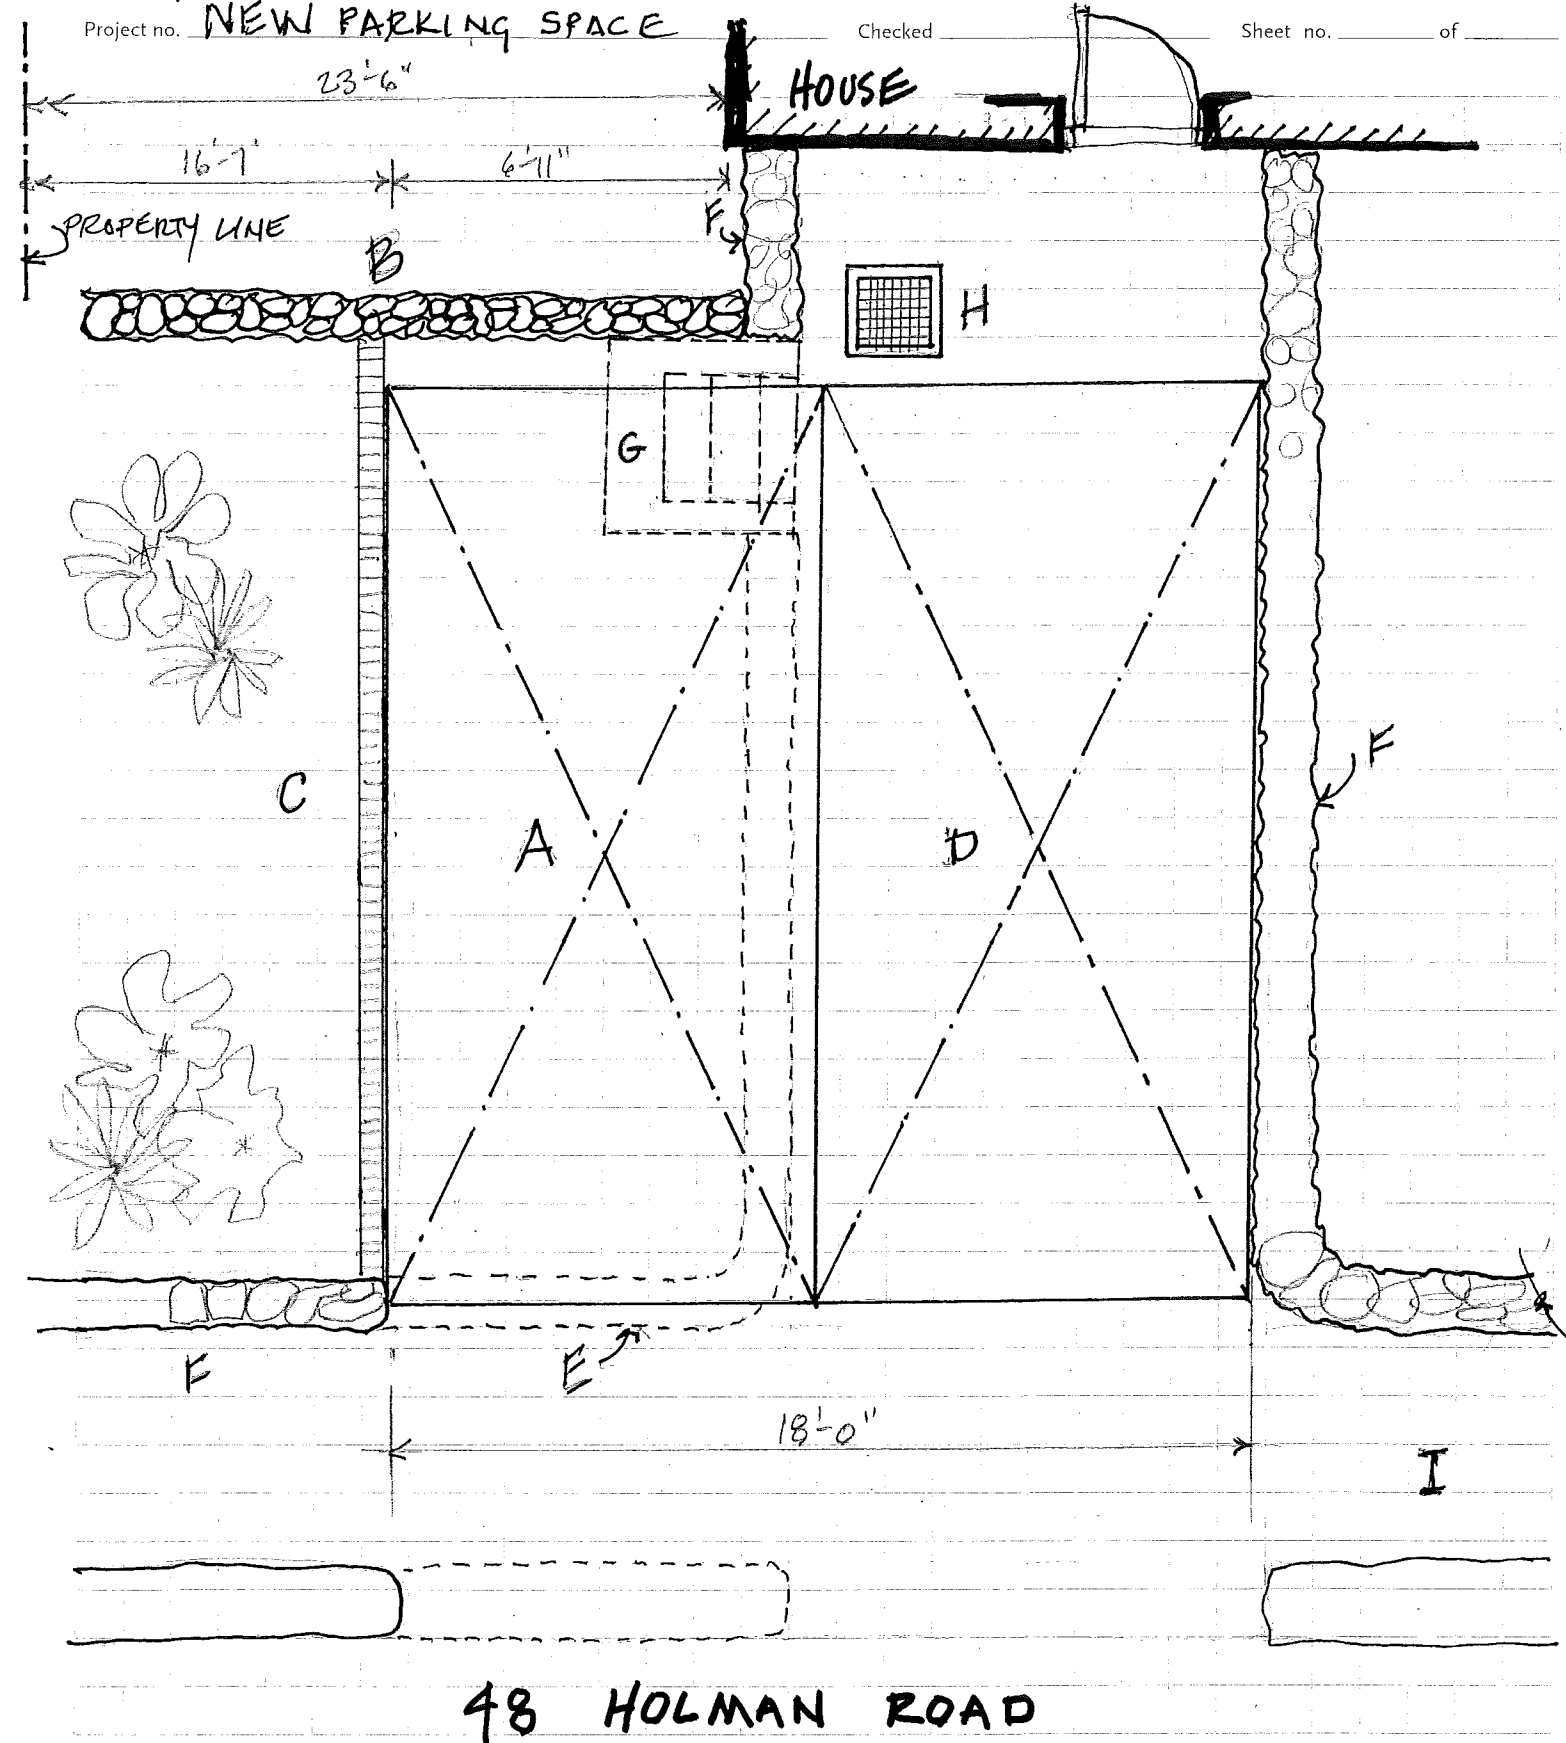 Project no. NEW PARKING SPACE Checked Sheet no. of
23'-6"
HOUSE
16'-7" 6'-11"
PROPERTY LINE
F
B
H
G
F
C
A
D
F
E
18'-0"
I
48 HOLMAN ROAD